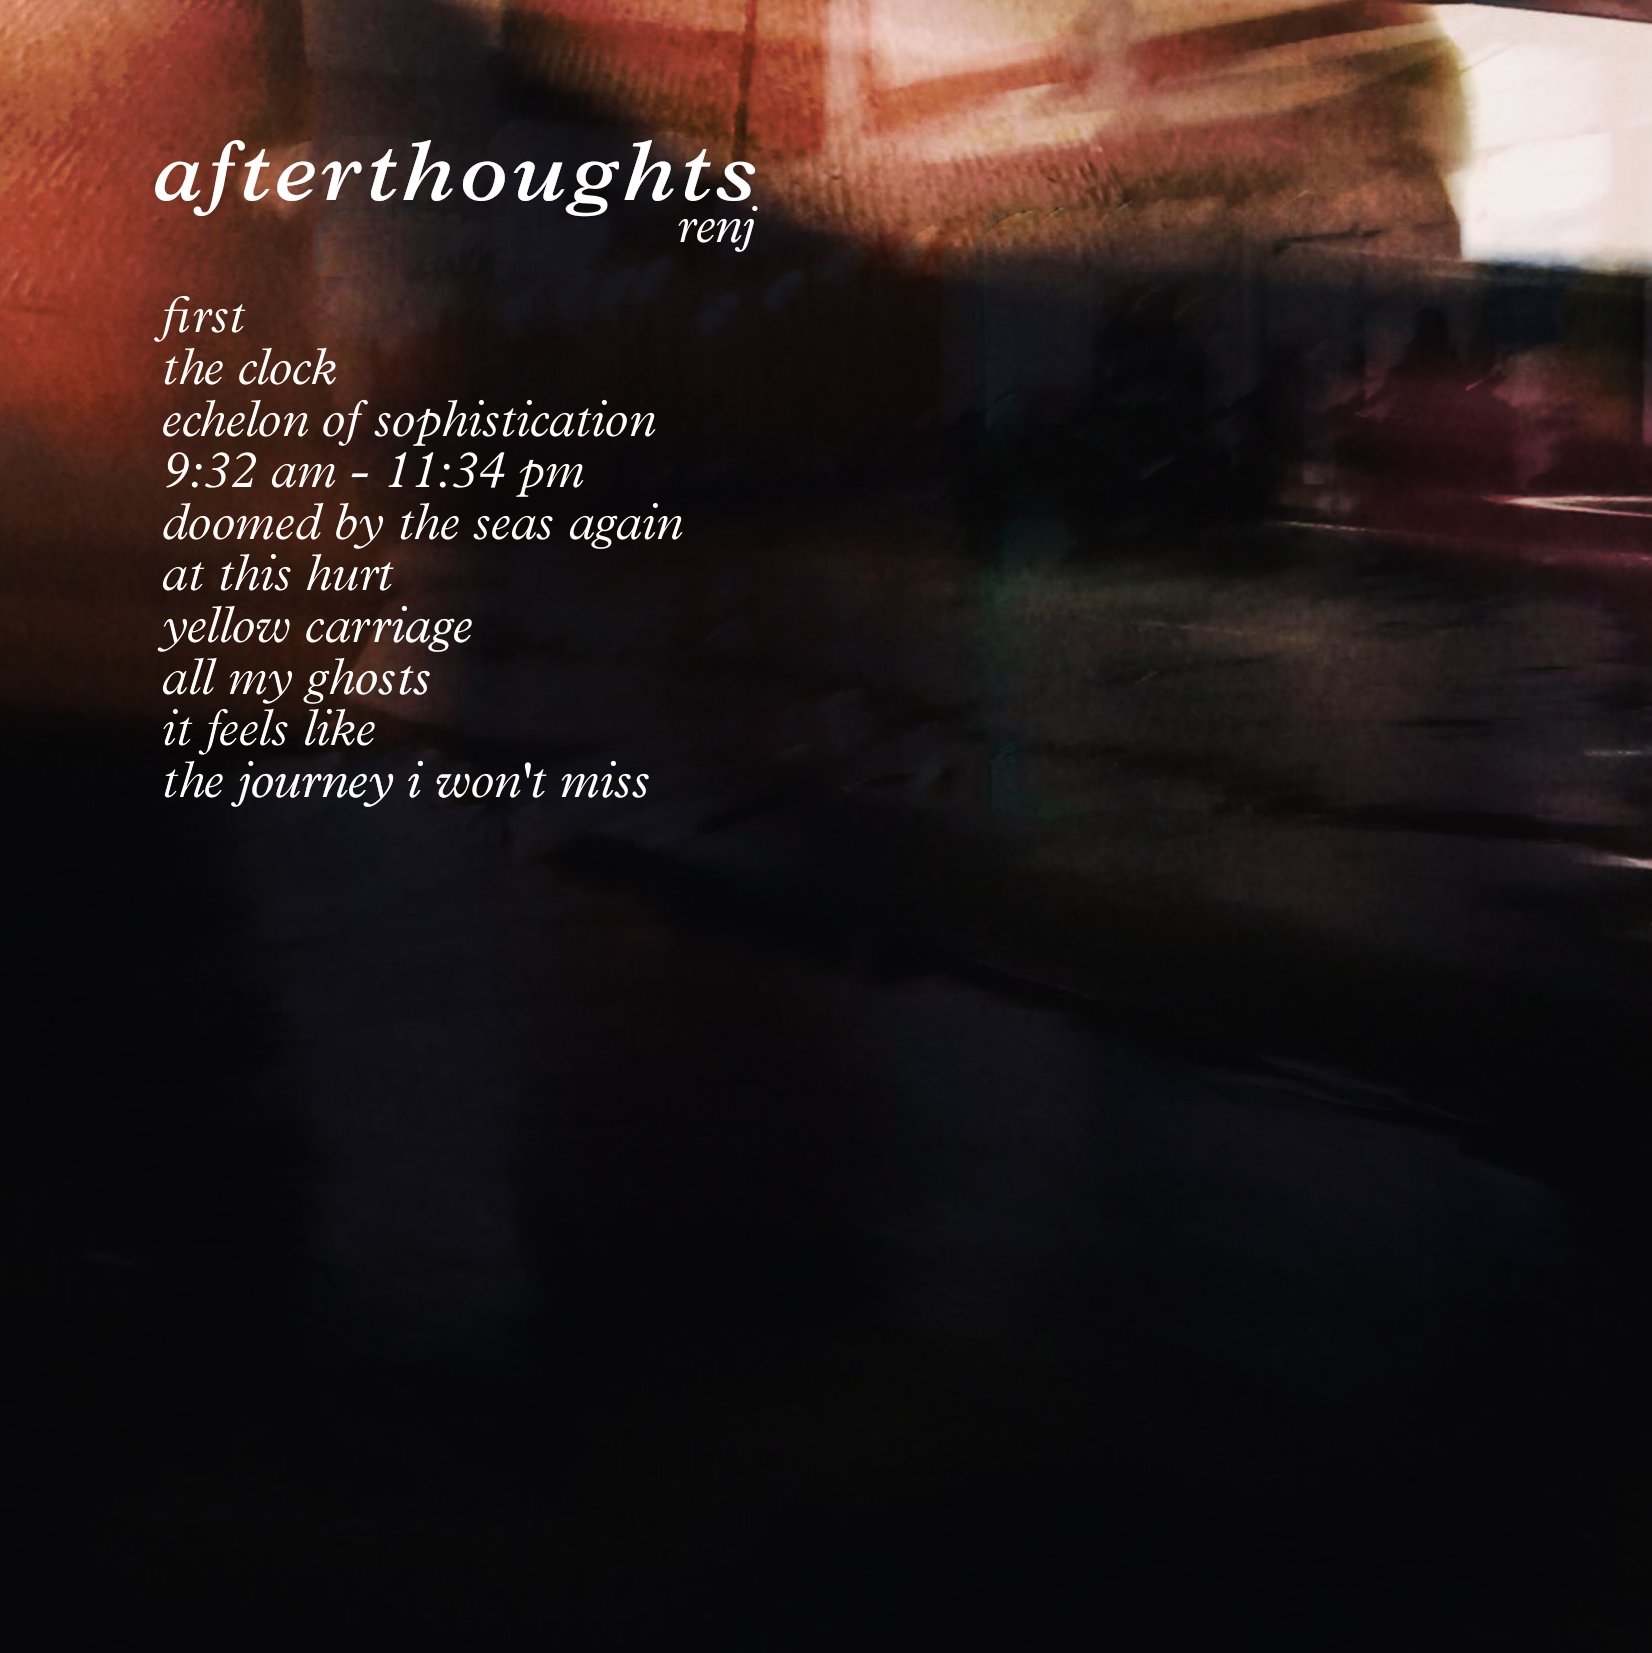 afterthoughts
renj
first
the clock
echelon of sophistication
9:32 am - 11:34 pm
doomed by the seas again
at this hurt
yellow carriage
all my ghosts
it feels like
the journey i won't miss